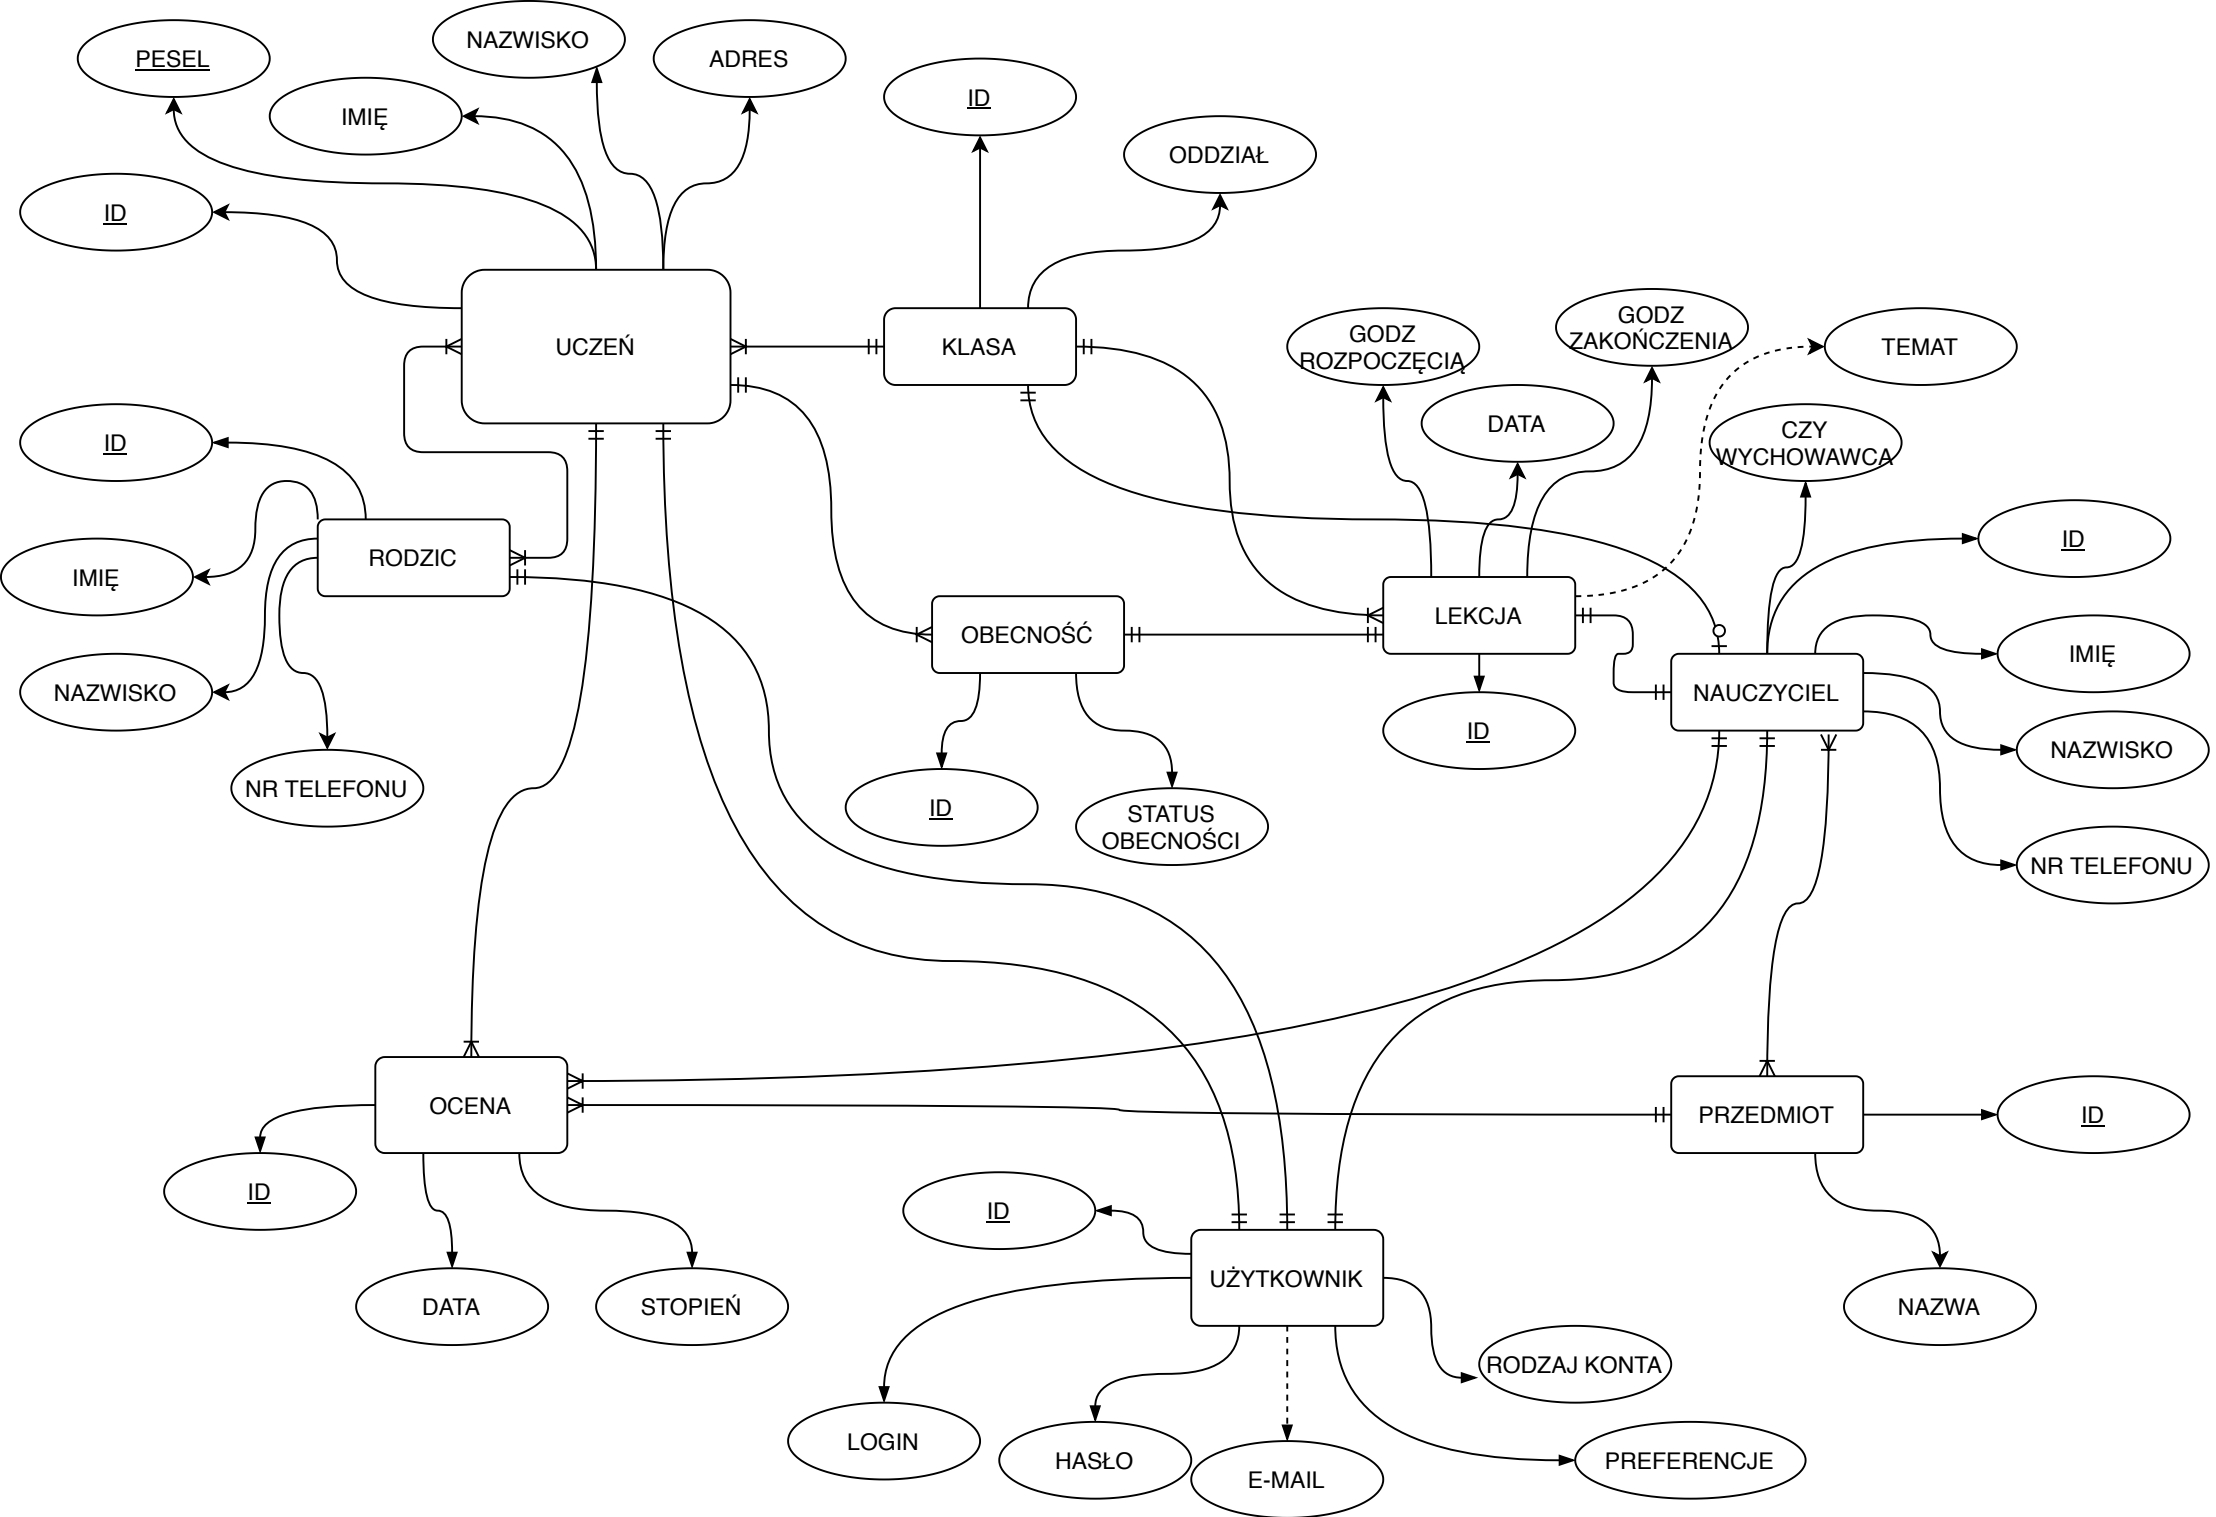 NAZWISKO
PESEL
ADRES
ID
IMIĘ
ODDZIAŁ
ID
GODZ
ZAKOŃCZENIA
GODZ
ROZPOCZĘCIĄ
TEMAT
UCZEŃ
KLASA
DATA
CZY
WYCHOWAWCA
ID
ID
RODZIC
IMIĘ
LEKCJA
OBECNOŚĆ
IMIĘ
NAZWISKO
NAUCZYCIEL
ID
NAZWISKO
NR TELEFONU
ID
STATUS
OBECNOŚCI
NR TELEFONU
OCENA
PRZEDMIOT
ID
ID
ID
UŻYTKOWNIK
DATA
STOPIEŃ
NAZWA
RODZAJ KONTA
LOGIN
HASŁO
E-MAIL
PREFERENCJE